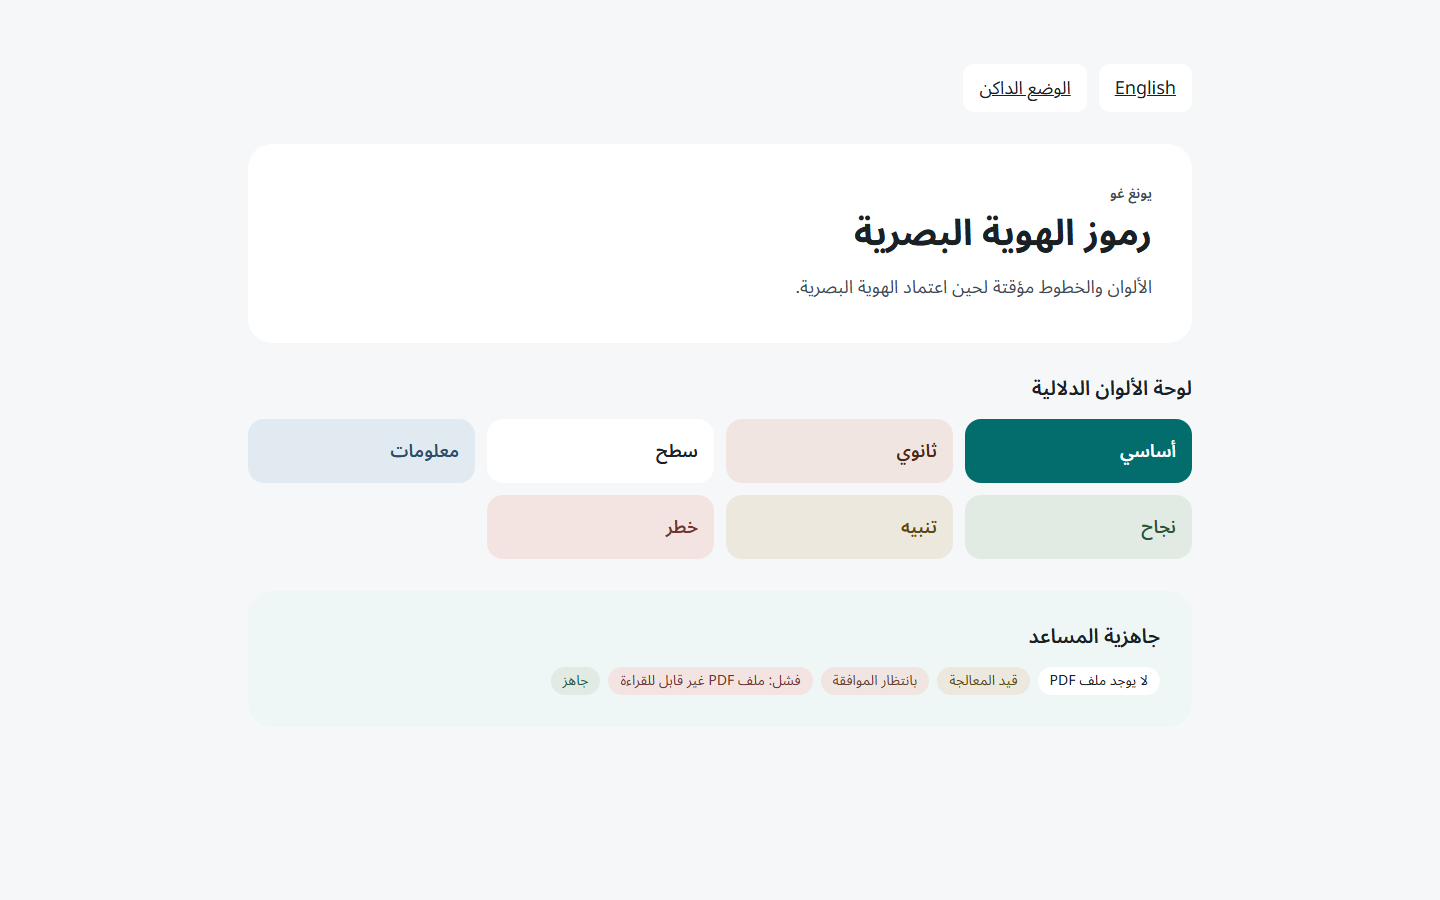 English الوضع الداكن
يونغ غو
رموز الهوية البصرية
الألوان والخطوط مؤقتة لحين اعتماد الهوية البصرية.
لوحة الألوان الدلالية
أساسي ثانوي سطح معلومات
نجاح تنبيه خطر
جاهزية المساعد
لا يوجد ملف PDF قيد المعالجة بانتظار الموافقة فشل: ملف PDF غير قابل للقراءة جاهز